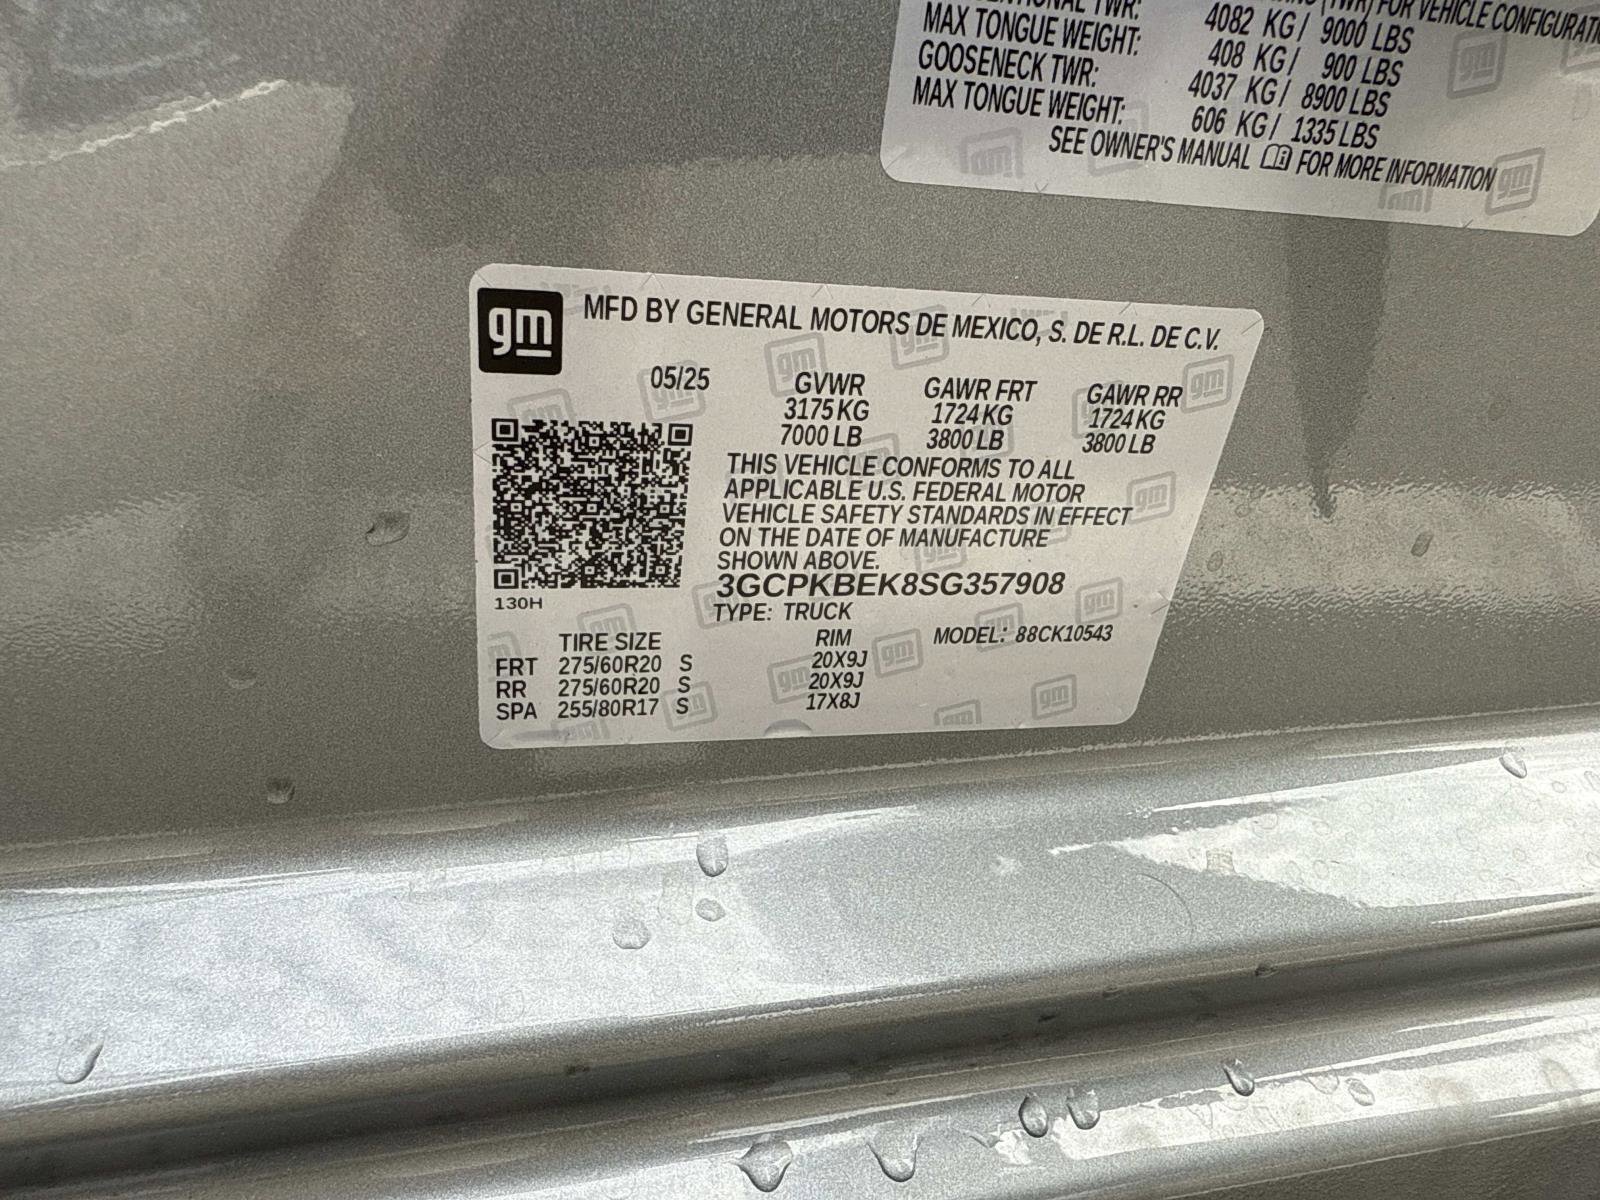 TWR:
(TWR) FOR VEHICLE
4082 KG / 9000 LBS
MAX TONGUE WEIGHT:
408 KG / 900 LBS
GOOSENECK TWR:
4037 KG / 8900 LBS
MAX TONGUE WEIGHT:
606 KG / 1335 LBS
SEE OWNER'S MANUAL FOR MORE INFORMATION
gm
MFD BY GENERAL MOTORS DE MEXICO, S. DE R.L. DE C.V.
05/25 GVWR GAWR FRT GAWR RR
3175 KG 1724 KG 1724 KG
7000 LB 3800 LB 3800 LB
THIS VEHICLE CONFORMS TO ALL
APPLICABLE U.S. FEDERAL MOTOR
VEHICLE SAFETY STANDARDS IN EFFECT
ON THE DATE OF MANUFACTURE
SHOWN ABOVE.
3GCPKBEK8SG357908
130H
TYPE: TRUCK
TIRE SIZE RIM MODEL: 88CK10543
FRT 275/60R20 S 20X9J
RR 275/60R20 S 20X9J
SPA 255/80R17 S 17X8J